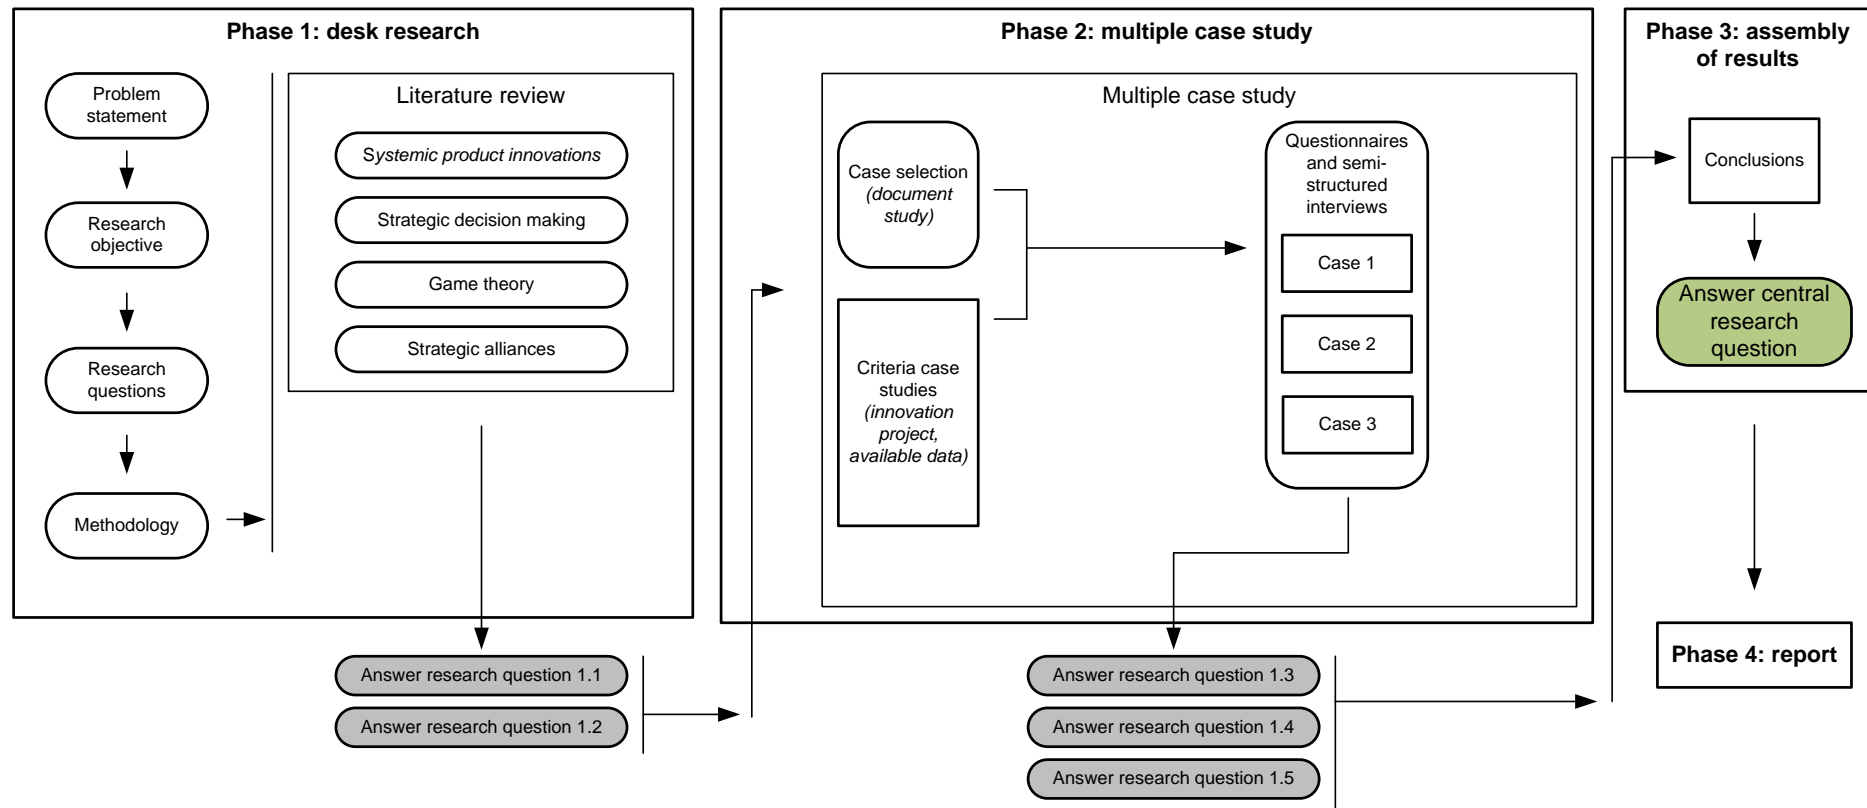 Phase 1: desk research
Problem
statement
Research
objective
Research
questions
Methodology
Literature review
Systemic product innovations
Strategic decision making
Game theory
Strategic alliances
Answer research question 1.1
Answer research question 1.2
Phase 2: multiple case study
Multiple case study
Case selection
(document
study)
Criteria case
studies
(innovation
project,
available data)
Questionnaires
and semi-
structured
interviews
Case 1
Case 2
Case 3
Answer research question 1.3
Answer research question 1.4
Answer research question 1.5
Phase 3: assembly
of results
Conclusions
Answer central
research
question
Phase 4: report